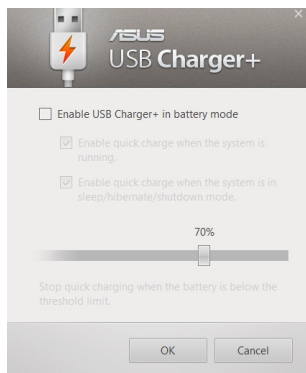 ASUS
USB Charger+
Enable USB Charger+ in battery mode
Enable quick charge when the system is
running.
Enable quick charge when the system is in
sleep/hibernate/shutdown mode.
70%
Stop quick charging when the battery is below the
threshold limit.
OK
Cancel